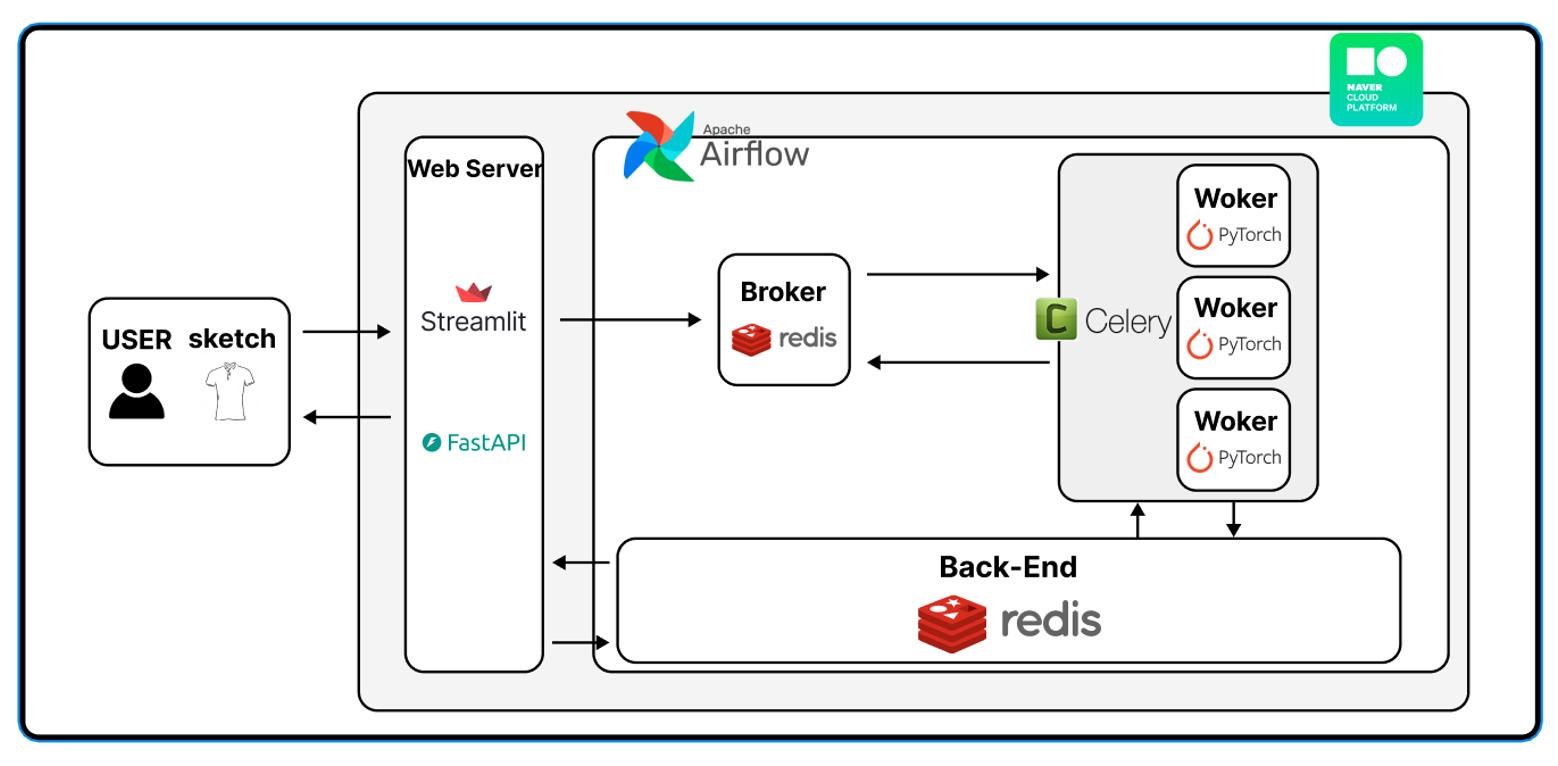 NAVER
CLOUD
PLATFORM
Apache
Airflow
Web Server
Streamlit
FastAPI
USER sketch
Broker
redis
C Celery
Woker
PyTorch
Woker
PyTorch
Woker
PyTorch
Back-End
redis